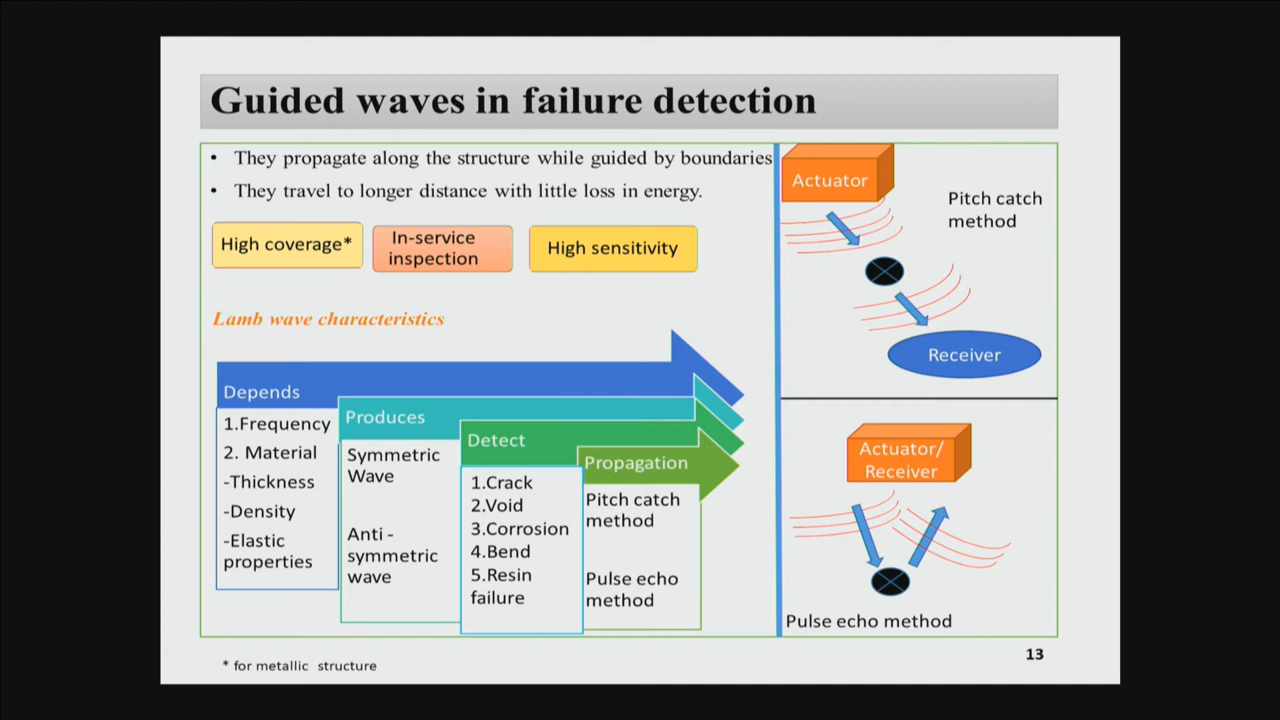 Guided waves in failure detection
• They propagate along the structure while guided by boundaries
• They travel to longer distance with little loss in energy.
High coverage*
In-service
inspection
High sensitivity
Lamb wave characteristics
Depends
1.Frequency
2. Material
-Thickness
-Density
-Elastic
properties
Produces
Symmetric
Wave
Anti -
symmetric
wave
Detect
1.Crack
2.Void
3.Corrosion
4.Bend
5.Resin
failure
Propagation
Pitch catch
method
Pulse echo
method
Actuator
Pitch catch
method
Receiver
Actuator/
Receiver
Pulse echo method
* for metallic structure
13